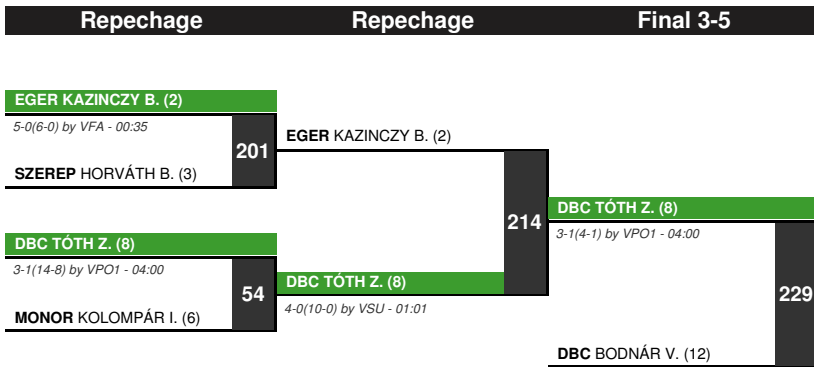 Repechage Repechage Final 3-5
EGER KAZINCZY B. (2)
5-0(6-0) by VFA - 00:35
201
SZEREP HORVÁTH B. (3)
DBC TÓTH Z. (8)
3-1(14-8) by VPO1 - 04:00
54
MONOR KOLOMPÁR I. (6)
EGER KAZINCZY B. (2)
214
DBC TÓTH Z. (8)
4-0(10-0) by VSU - 01:01
DBC TÓTH Z. (8)
3-1(4-1) by VPO1 - 04:00
229
DBC BODNÁR V. (12)